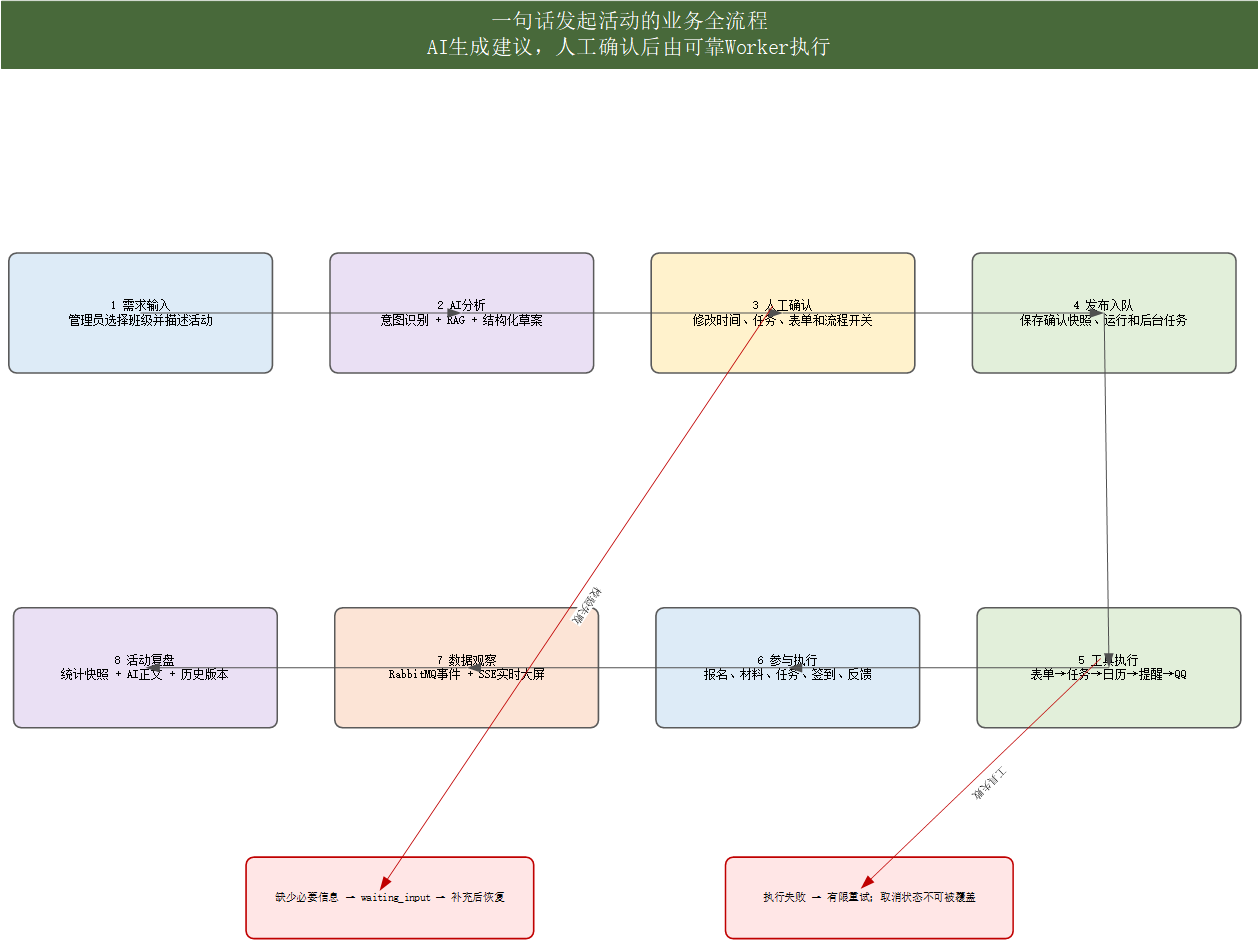 一句话发起活动的业务全流程
AI生成建议，人工确认后由可靠Worker执行
1 需求输入
管理员选择班级并描述活动
2 AI分析
意图识别 + RAG + 结构化草案
3 人工确认
修改时间、任务、表单和流程开关
4 发布入队
保存确认快照、运行和后台任务
校验失败
8 活动复盘
统计快照 + AI正文 + 历史版本
7 数据观察
RabbitMQ事件 + SSE实时大屏
6 参与执行
报名、材料、任务、签到、反馈
5 工具执行
表单→任务→日历→提醒→QQ
工具失败
缺少必要信息 → waiting_input → 补充后恢复
执行失败 → 有限重试；取消状态不可被覆盖